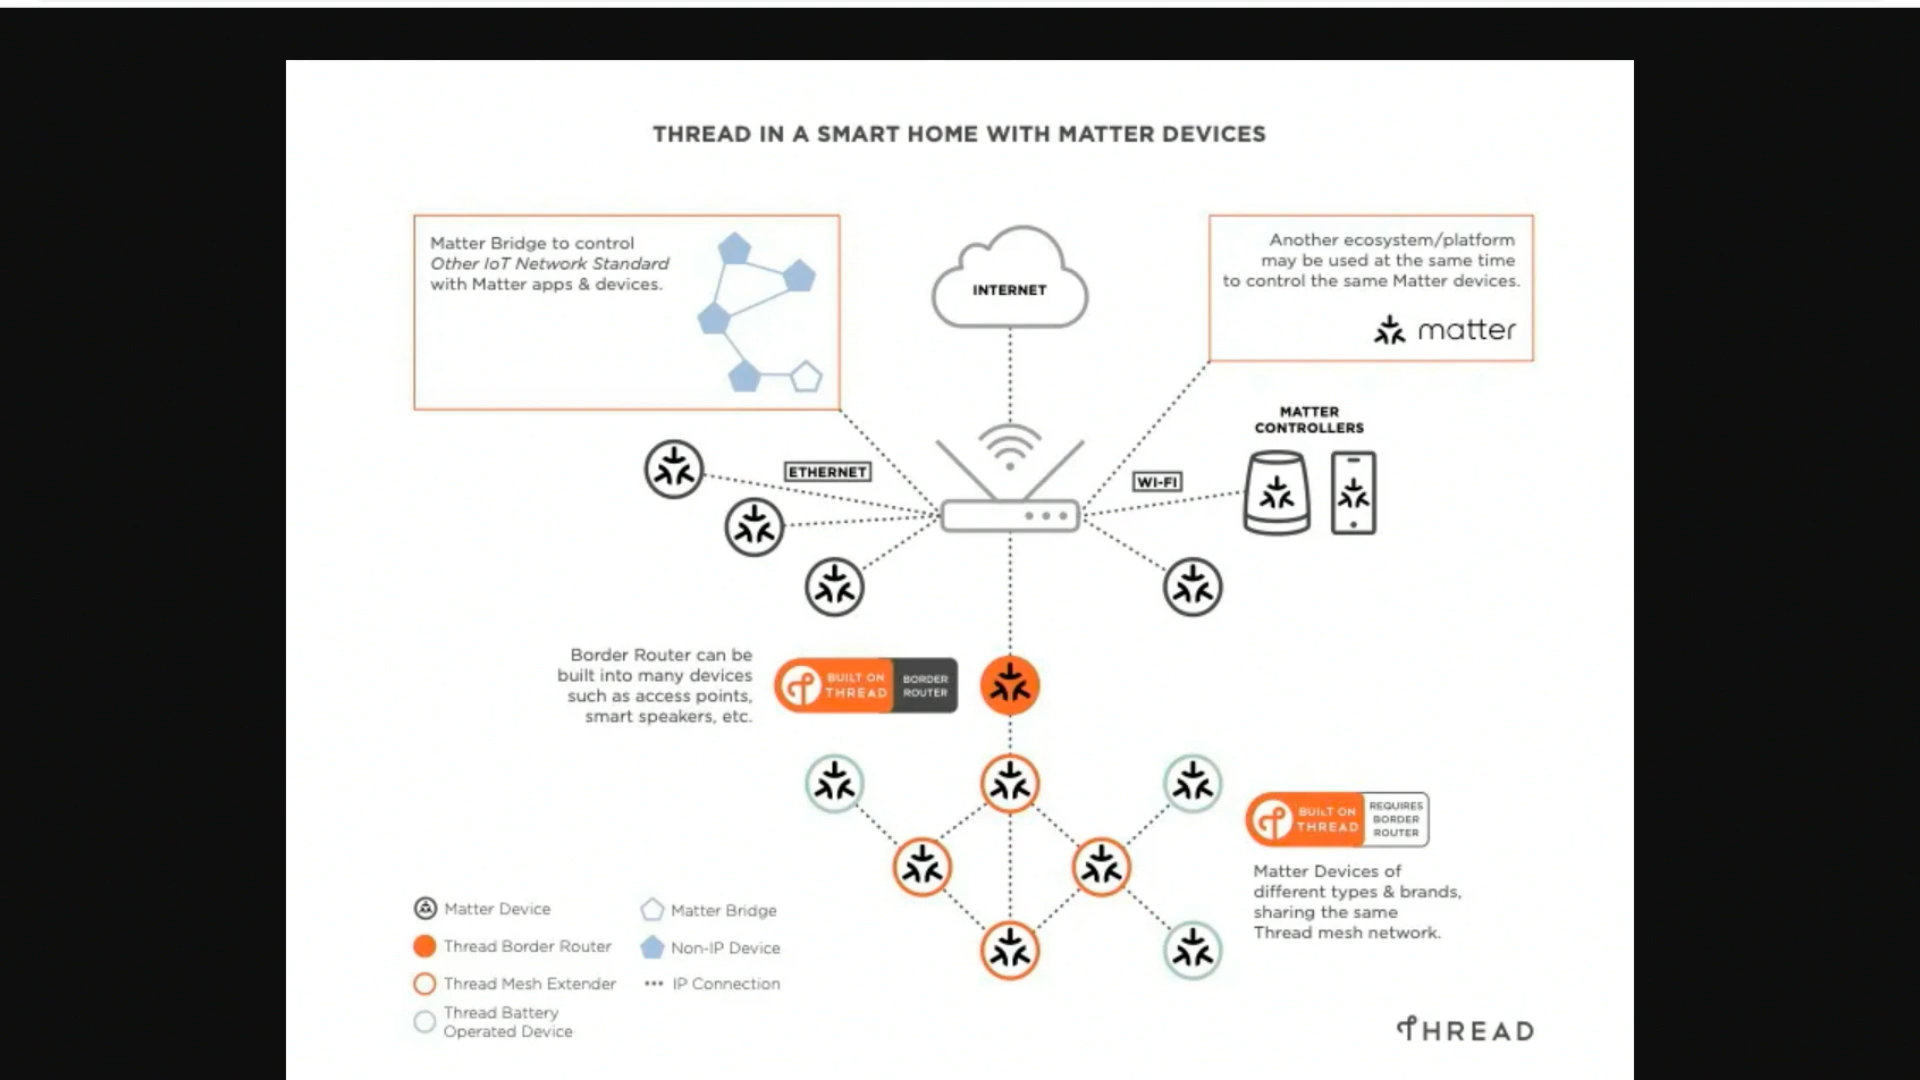 THREAD IN A SMART HOME WITH MATTER DEVICES
Matter Bridge to control
Other IoT Network Standard
with Matter apps & devices.
INTERNET
Another ecosystem/platform
may be used at the same time
to control the same Matter devices.
matter
MATTER
CONTROLLERS
ETHERNET
WI-FI
Border Router can be
built into many devices
such as access points,
smart speakers, etc.
BUILT ON
THREAD
BORDER
ROUTER
BUILT ON
THREAD
REQUIRES
BORDER
ROUTER
Matter Devices of
different types & brands,
sharing the same
Thread mesh network.
Matter Device
Thread Border Router
Thread Mesh Extender
Thread Battery
Operated Device
Matter Bridge
Non-IP Device
IP Connection
THREAD